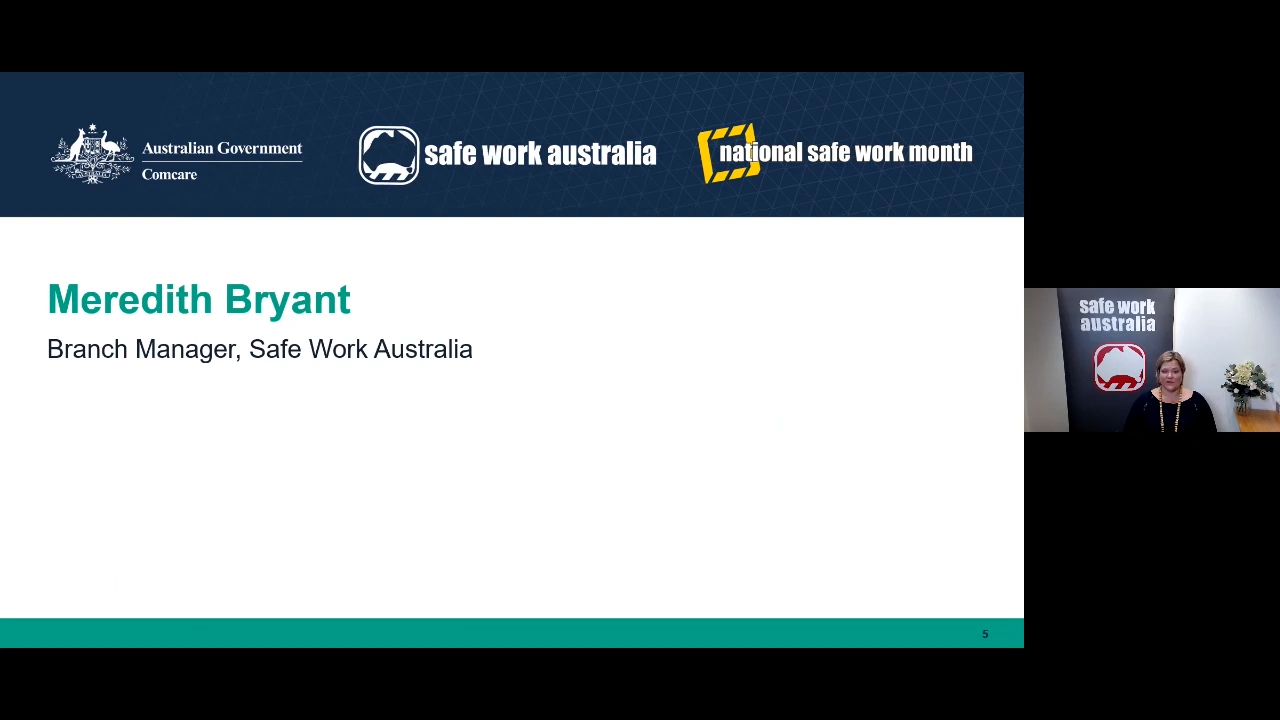 Australian Government
Comcare
safe work australia
national safe work month
Meredith Bryant
Branch Manager, Safe Work Australia
safe work
australia
5